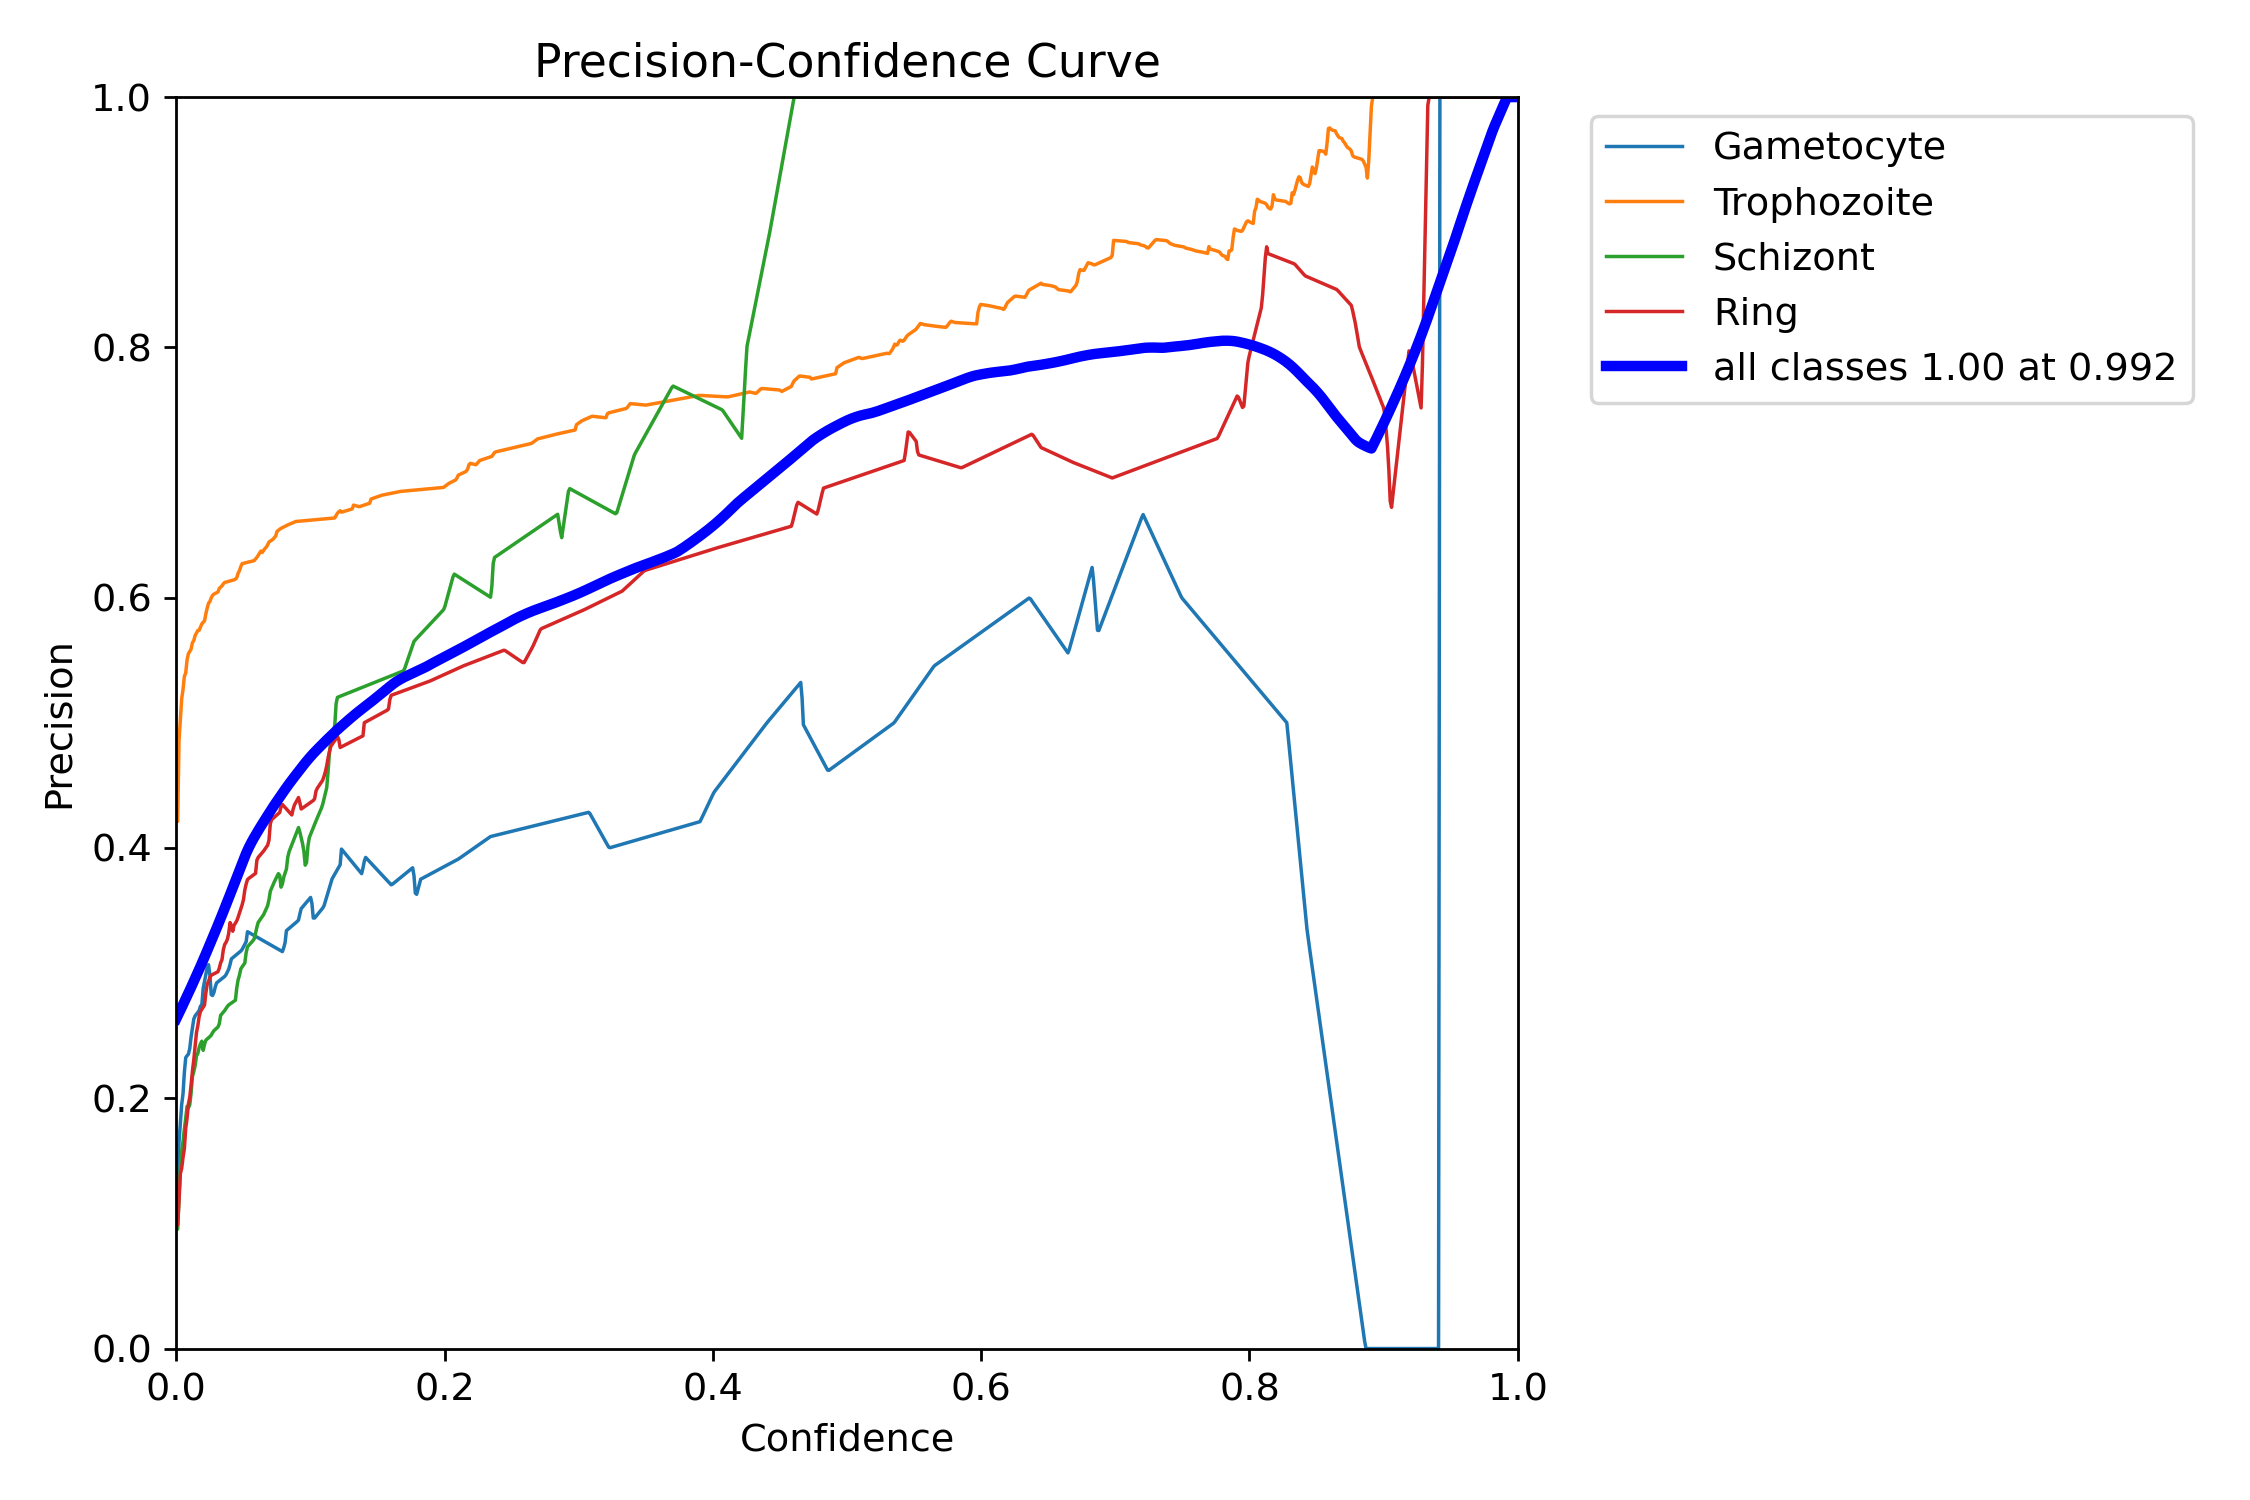 Precision-Confidence Curve
1.0
0.8
0.6
0.4
0.2
0.0
Precision
0.0 0.2 0.4 0.6 0.8 1.0
Confidence
Gametocyte
Trophozoite
Schizont
Ring
all classes 1.00 at 0.992